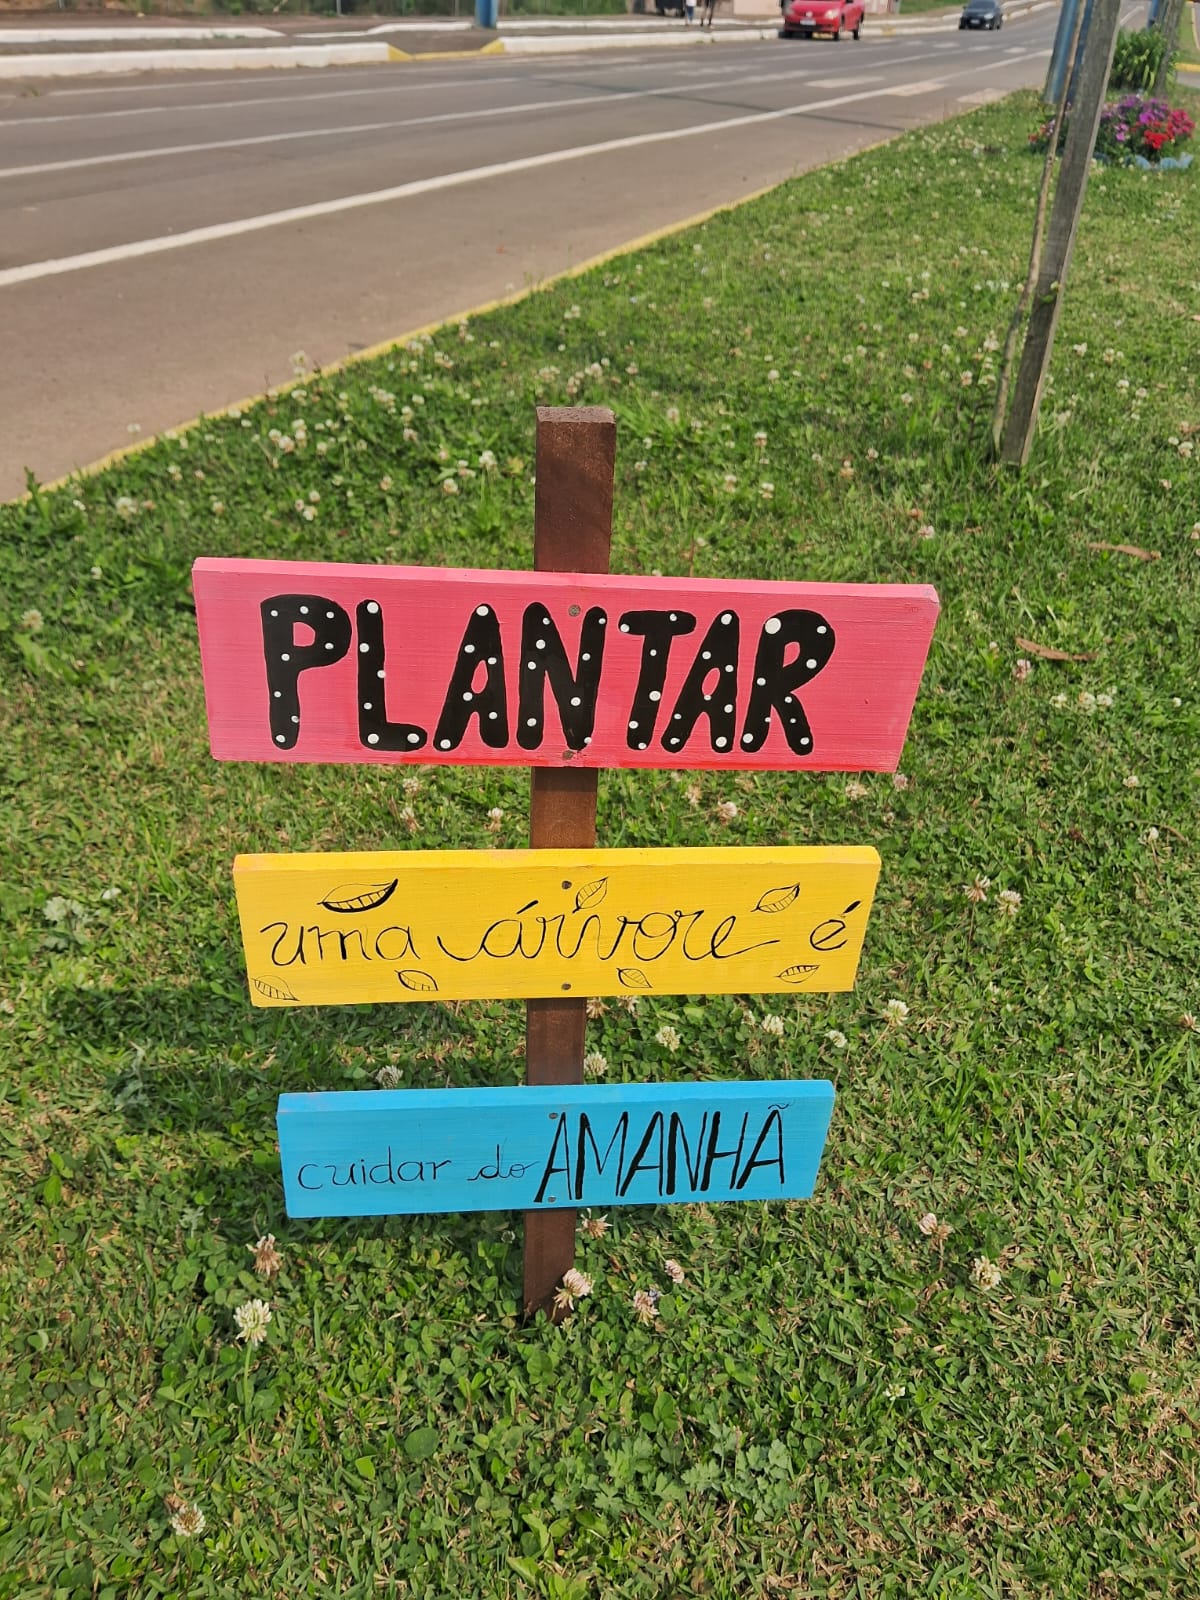 PLANTAR
uma árvore é
cuidar do AMANHÃ